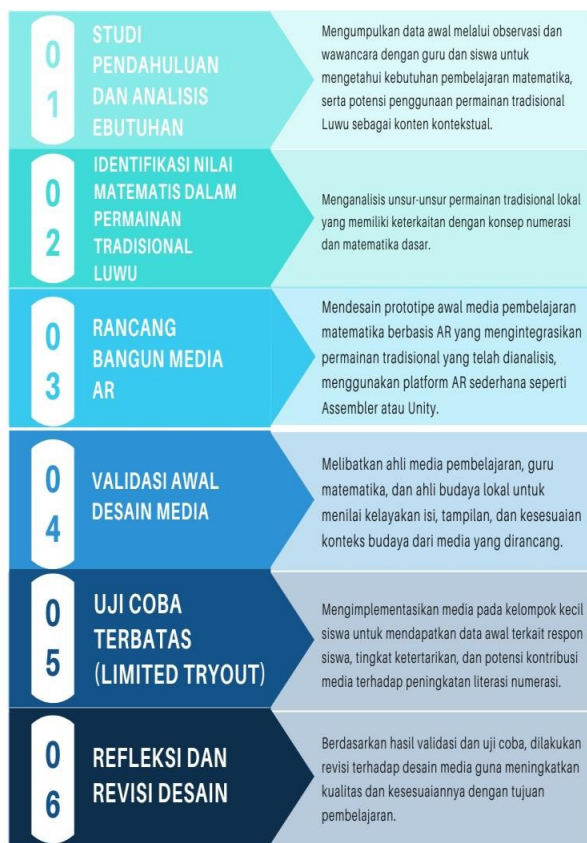 0
1
STUDI
PENDAHULUAN
DAN ANALISIS
EBUTUHAN
Mengumpulkan data awal melalui observasi dan
wawancara dengan guru dan siswa untuk
mengetahui kebutuhan pembelajaran matematika,
serta potensi penggunaan permainan tradisional
Luwu sebagai konten kontekstual.
0
2
IDENTIFIKASI NILAI
MATEMATIS DALAM
PERMAINAN
TRADISIONAL
LUWU
Menganalisis unsur-unsur permainan tradisional lokal
yang memiliki keterkaitan dengan konsep numerasi
dan matematika dasar.
0
3
RANCANG
BANGUN MEDIA
AR
Mendesain prototipe awal media pembelajaran
matematika berbasis AR yang mengintegrasikan
permainan tradisional yang telah dianalisis,
menggunakan platform AR sederhana seperti
Assembler atau Unity.
0
4
VALIDASI AWAL
DESAIN MEDIA
Melibatkan ahli media pembelajaran, guru
matematika, dan ahli budaya lokal untuk
menilai kelayakan isi, tampilan, dan kesesuaian
konteks budaya dari media yang dirancang.
0
5
UJI COBA
TERBATAS
(LIMITED TRYOUT)
Mengimplementasikan media pada kelompok kecil
siswa untuk mendapatkan data awal terkait respon
siswa, tingkat ketertarikan, dan potensi kontribusi
media terhadap peningkatan literasi numerasi.
0
6
REFLEKSI DAN
REVISI DESAIN
Berdasarkan hasil validasi dan uji coba, dilakukan
revisi terhadap desain media guna meningkatkan
kualitas dan kesesuaiannya dengan tujuan
pembelajaran.